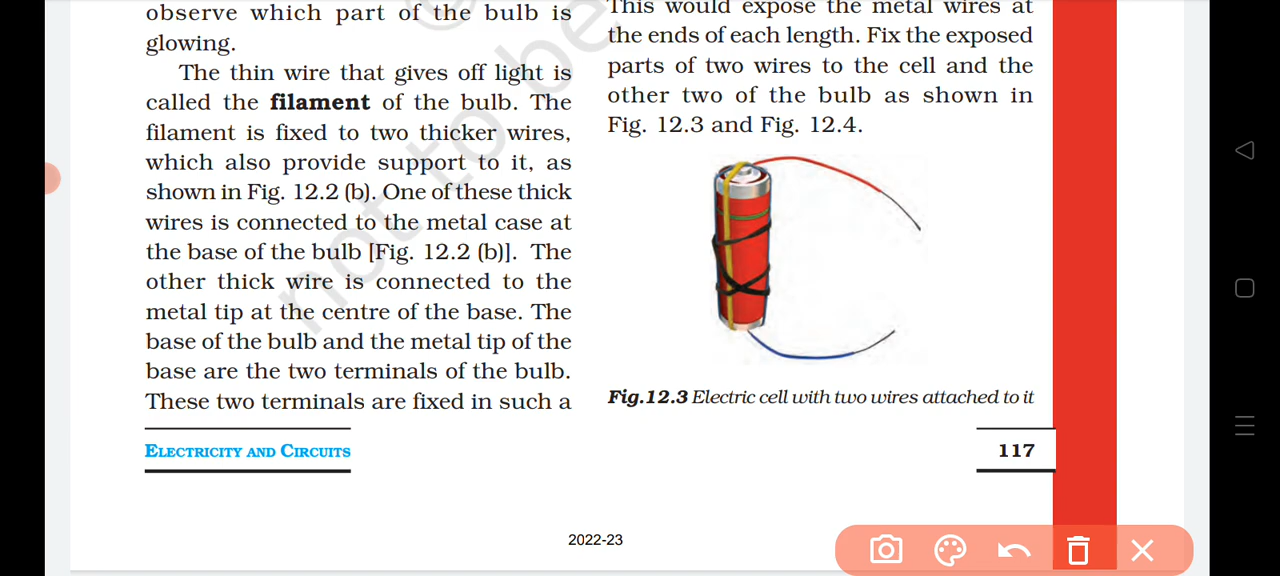 observe which part of the bulb is
glowing.
The thin wire that gives off light is
called the filament of the bulb. The
filament is fixed to two thicker wires,
which also provide support to it, as
shown in Fig. 12.2 (b). One of these thick
wires is connected to the metal case at
the base of the bulb [Fig. 12.2 (b)]. The
other thick wire is connected to the
metal tip at the centre of the base. The
base of the bulb and the metal tip of the
base are the two terminals of the bulb.
These two terminals are fixed in such a
This would expose the metal wires at
the ends of each length. Fix the exposed
parts of two wires to the cell and the
other two of the bulb as shown in
Fig. 12.3 and Fig. 12.4.
Fig.12.3 Electric cell with two wires attached to it
ELECTRICITY AND CIRCUITS
117
2022-23
not to be